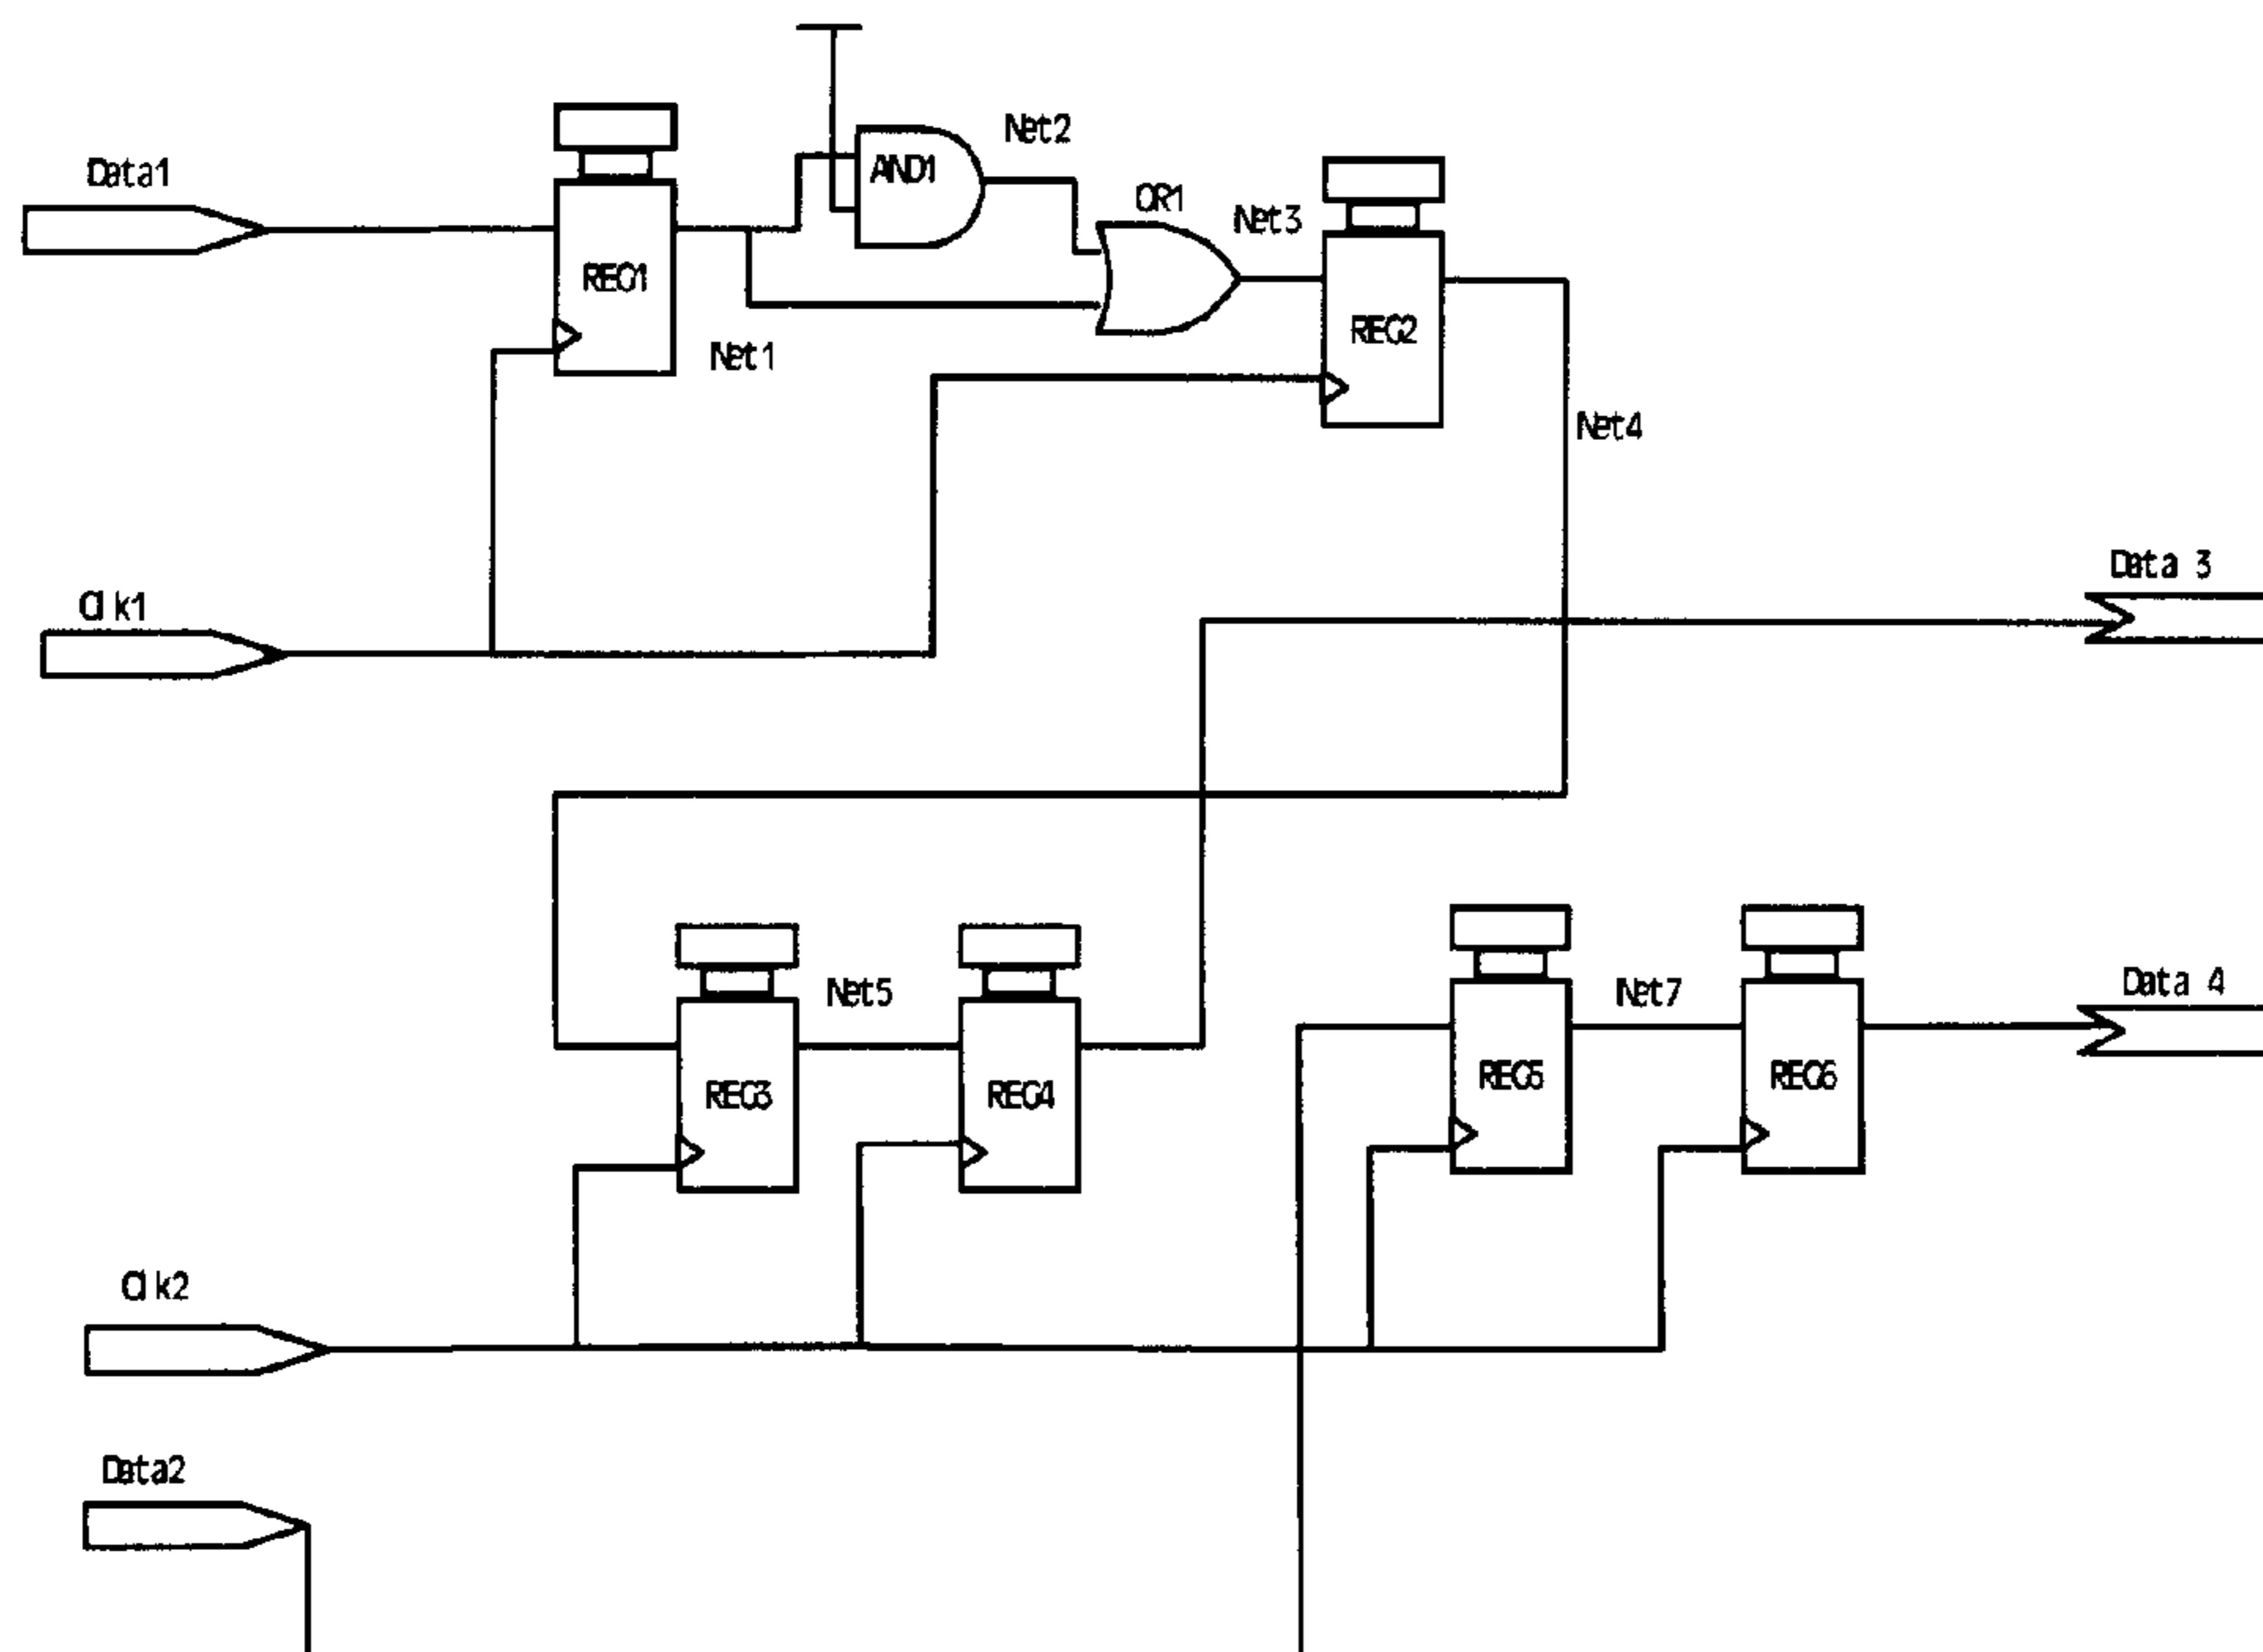 Data1
Net2
AND1
OR1
Net3
REG1
REG2
Net1
Net4
Data 3
Clk1
Net5
Net7
Data 4
REG3
REG4
REG5
REG6
Clk2
Data2